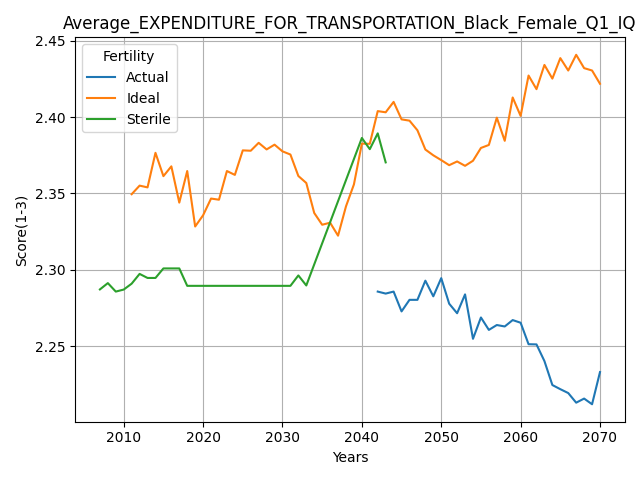 Average_EXPENDITURE_FOR_TRANSPORTATION_Black_Female_Q1_IQ
Fertility
Actual
Ideal
Sterile
Score(1-3)
2.45
2.40
2.35
2.30
2.25
2010
2020
2030
2040
2050
2060
2070
Years